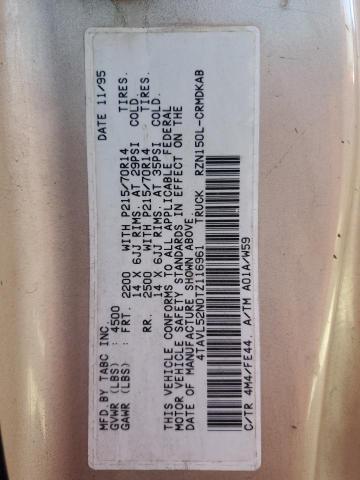 MFD. BY TABC INC. DATE 11/95
GVWR (LBS) : 4500
GAWR (LBS) : FRT. 2200 WITH P215/70R14 TIRES.
14 X 6JJ RIMS. AT 29PSI COLD.
RR. 2500 WITH P215/70R14 TIRES.
14 X 6JJ RIMS. AT 35PSI COLD.
THIS VEHICLE CONFORMS TO ALL APPLICABLE FEDERAL
MOTOR VEHICLE SAFETY STANDARDS IN EFFECT ON THE
DATE OF MANUFACTURE SHOWN ABOVE.
4TAVL52N0TZ116961 TRUCK RZN150L-CRMDKAB
C/TR 4M4/FE44. A/TM A01A/W59